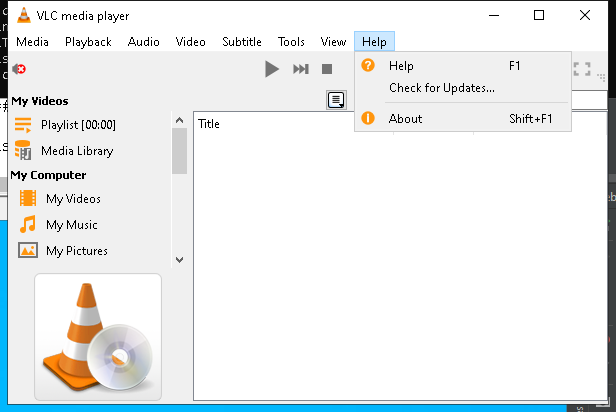 VLC media player
Media Playback Audio Video Subtitle Tools View Help
Help F1
Check for Updates...
About Shift+F1
My Videos
Playlist [00:00]
Media Library
My Computer
My Videos
My Music
My Pictures
Title